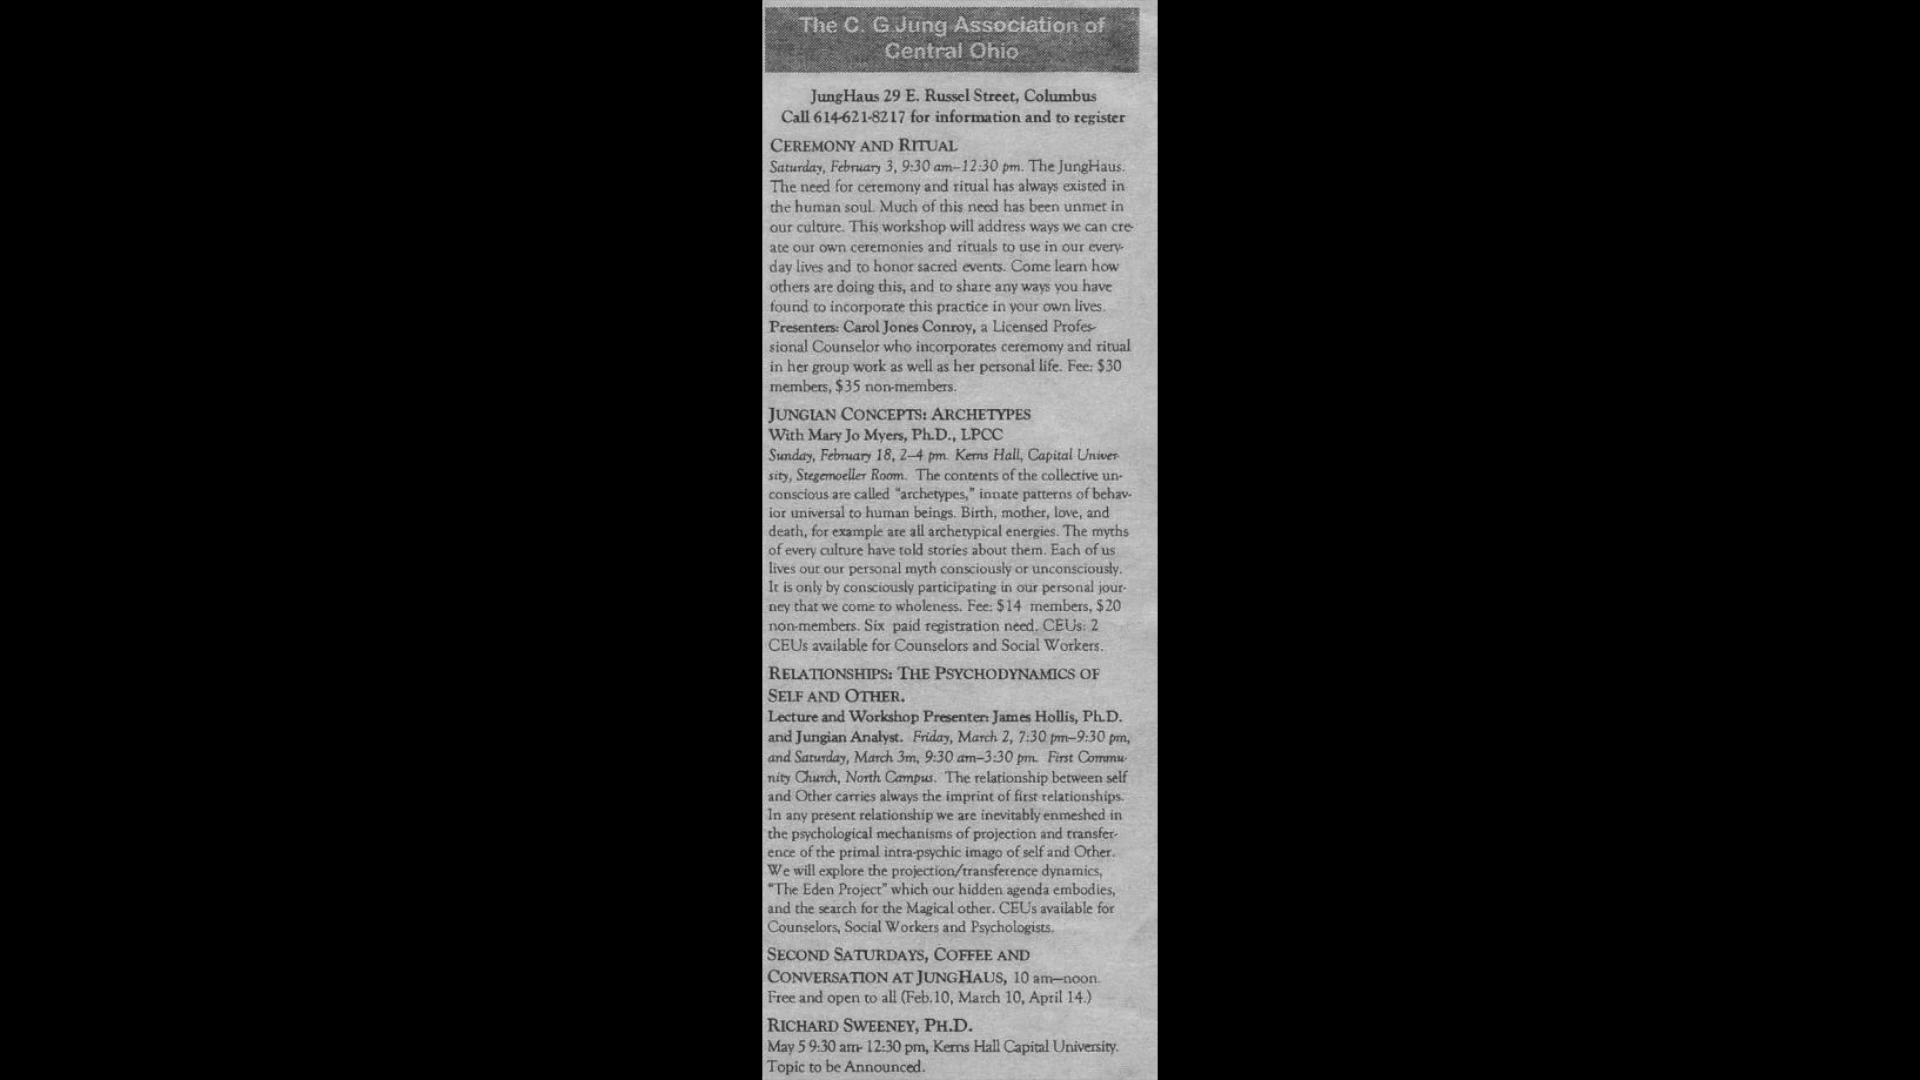 The C. G.Jung Association of
Central Ohio
JungHaus 29 E. Russel Street, Columbus
Call 614-621-8217 for information and to register
CEREMONY AND RITUAL
Saturday, February 3, 9:30 am–12:30 pm. The JungHaus.
The need for ceremony and ritual has always existed in
the human soul. Much of this need has been unmet in
our culture. This workshop will address ways we can cre-
ate our own ceremonies and rituals to use in our every-
day lives and to honor sacred events. Come learn how
others are doing this, and to share any ways you have
found to incorporate this practice in your own lives.
Presenters: Carol Jones Conroy, a Licensed Profes-
sional Counselor who incorporates ceremony and ritual
in her group work as well as her personal life. Fee: $30
members, $35 non-members.
JUNGIAN CONCEPTS: ARCHETYPES
With Mary Jo Myers, Ph.D., LPCC
Sunday, February 18, 2–4 pm. Kerns Hall, Capital Univer-
sity, Stegemoeller Room. The contents of the collective un-
conscious are called "archetypes," innate patterns of behav-
ior universal to human beings. Birth, mother, love, and
death, for example are all archetypical energies. The myths
of every culture have told stories about them. Each of us
lives out our personal myth consciously or unconsciously.
It is only by consciously participating in our personal jour-
ney that we come to wholeness. Fee: $14 members, $20
non-members. Six paid registration need. CEUs: 2
CEUs available for Counselors and Social Workers.
RELATIONSHIPS: THE PSYCHODYNAMICS OF
SELF AND OTHER.
Lecture and Workshop Presenter: James Hollis, Ph.D.
and Jungian Analyst. Friday, March 2, 7:30 pm–9:30 pm,
and Saturday, March 3m, 9:30 am–3:30 pm. First Commu-
nity Church, North Campus. The relationship between self
and Other carries always the imprint of first relationships.
In any present relationship we are inevitably enmeshed in
the psychological mechanisms of projection and transfer-
ence of the primal intra-psychic imago of self and Other.
We will explore the projection/transference dynamics,
"The Eden Project" which our hidden agenda embodies,
and the search for the Magical other. CEUs available for
Counselors, Social Workers and Psychologists.
SECOND SATURDAYS, COFFEE AND
CONVERSATION AT JUNGHAUS, 10 am—noon.
Free and open to all (Feb.10, March 10, April 14.)
RICHARD SWEENEY, PH.D.
May 5 9:30 am- 12:30 pm, Kerns Hall Capital University.
Topic to be Announced.